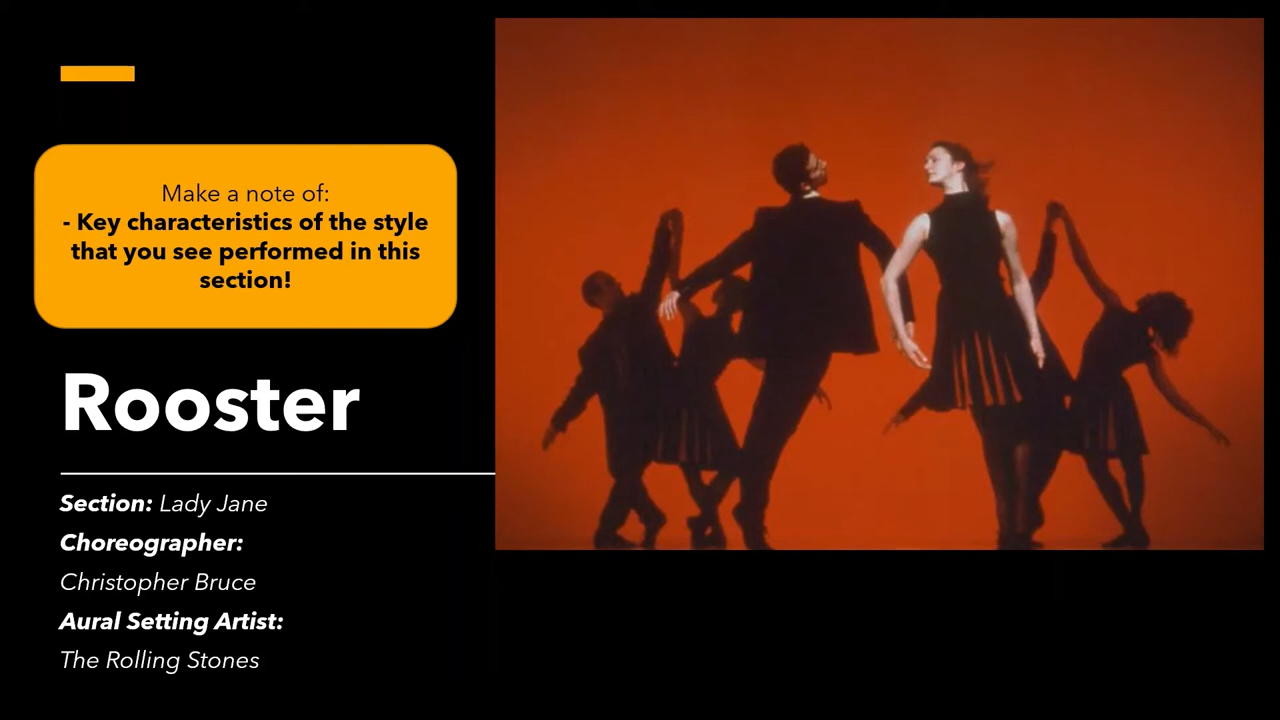 Make a note of:
- Key characteristics of the style
that you see performed in this
section!
Rooster
Section: Lady Jane
Choreographer:
Christopher Bruce
Aural Setting Artist:
The Rolling Stones